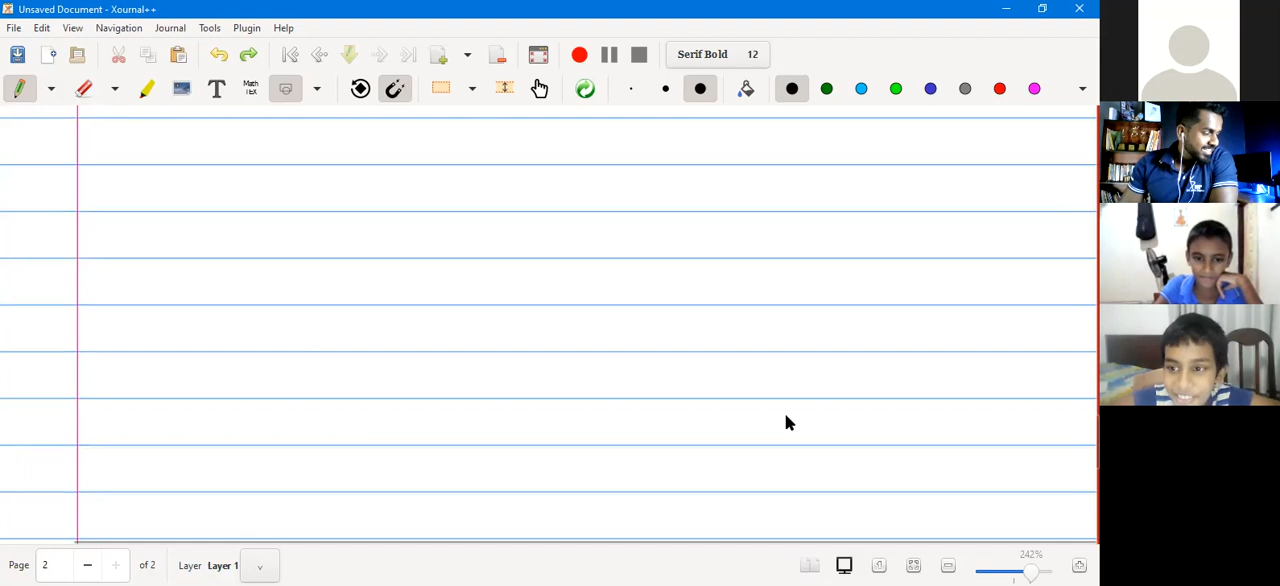 Unsaved Document - Xournal++
File Edit View Navigation Journal Tools Plugin Help
Serif Bold 12
T Math TEX
242%
Page 2 of 2 Layer Layer 1